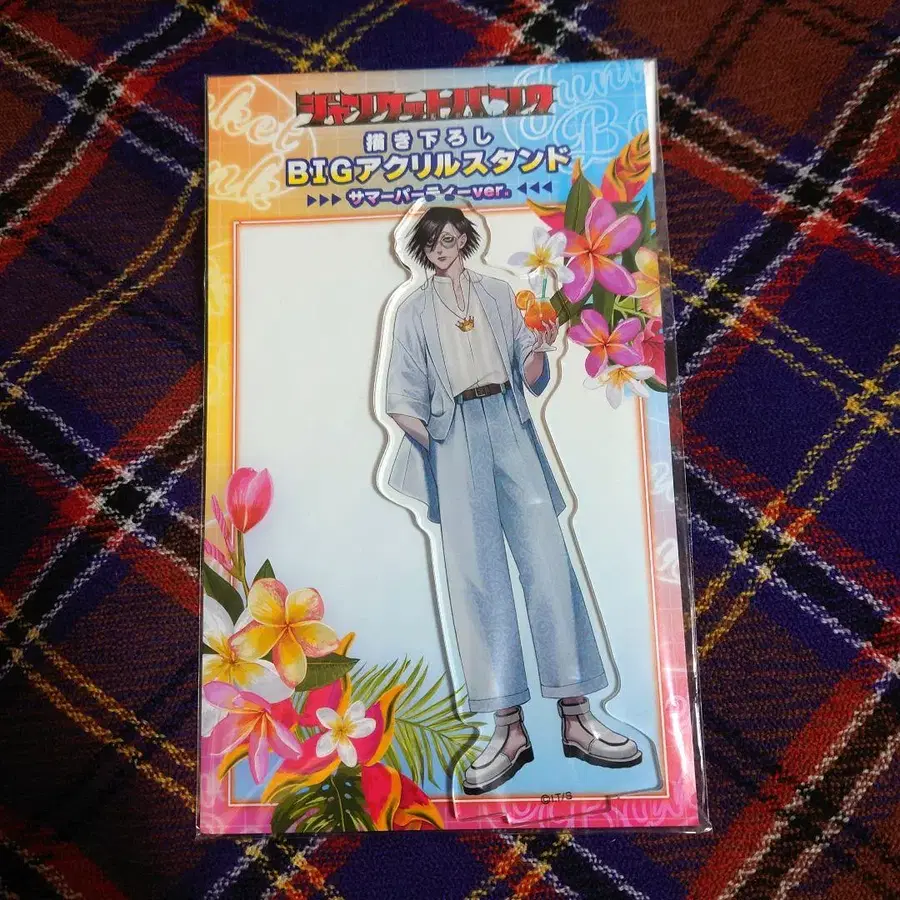 ジャンケットバンク
描き下ろし
BIGアクリルスタンド
サマーパーティーver.
©IT/S